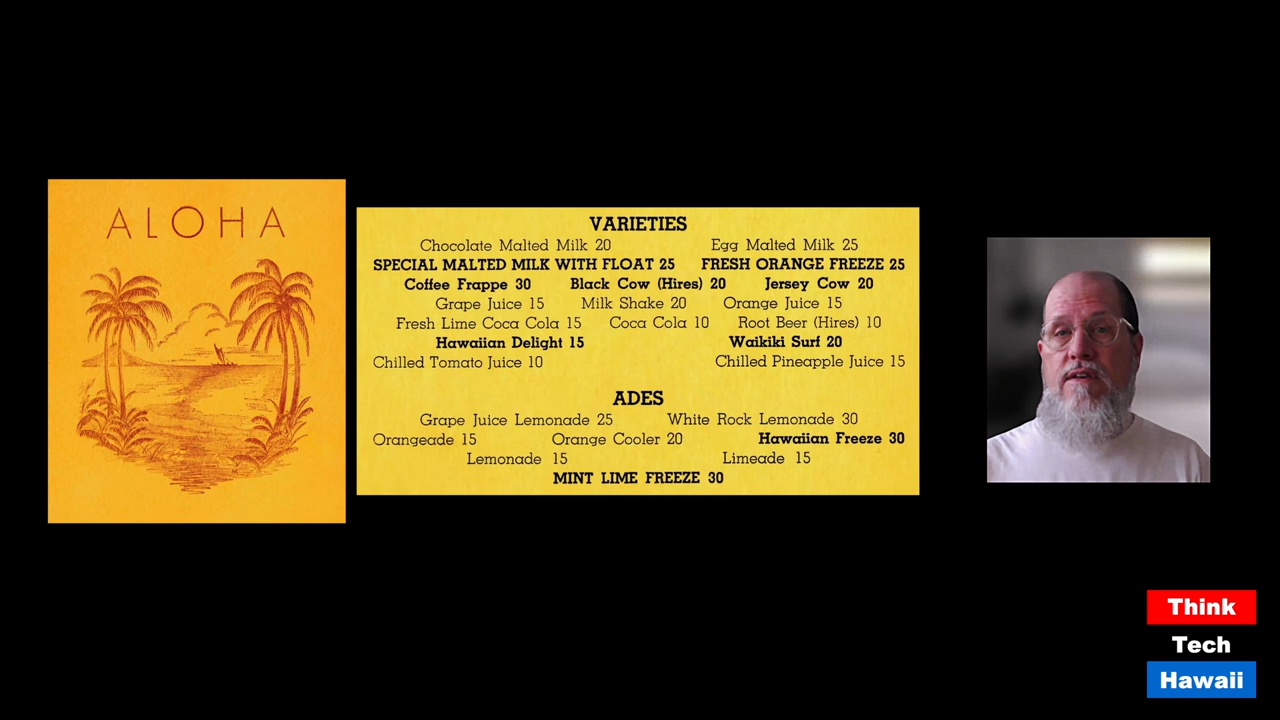 ALOHA
VARIETIES
Chocolate Malted Milk 20 Egg Malted Milk 25
SPECIAL MALTED MILK WITH FLOAT 25 FRESH ORANGE FREEZE 25
Coffee Frappe 30 Black Cow (Hires) 20 Jersey Cow 20
Grape Juice 15 Milk Shake 20 Orange Juice 15
Fresh Lime Coca Cola 15 Coca Cola 10 Root Beer (Hires) 10
Hawaiian Delight 15 Waikiki Surf 20
Chilled Tomato Juice 10 Chilled Pineapple Juice 15
ADES
Grape Juice Lemonade 25 White Rock Lemonade 30
Orangeade 15 Orange Cooler 20 Hawaiian Freeze 30
Lemonade 15 Limeade 15
MINT LIME FREEZE 30
Think
Tech
Hawaii